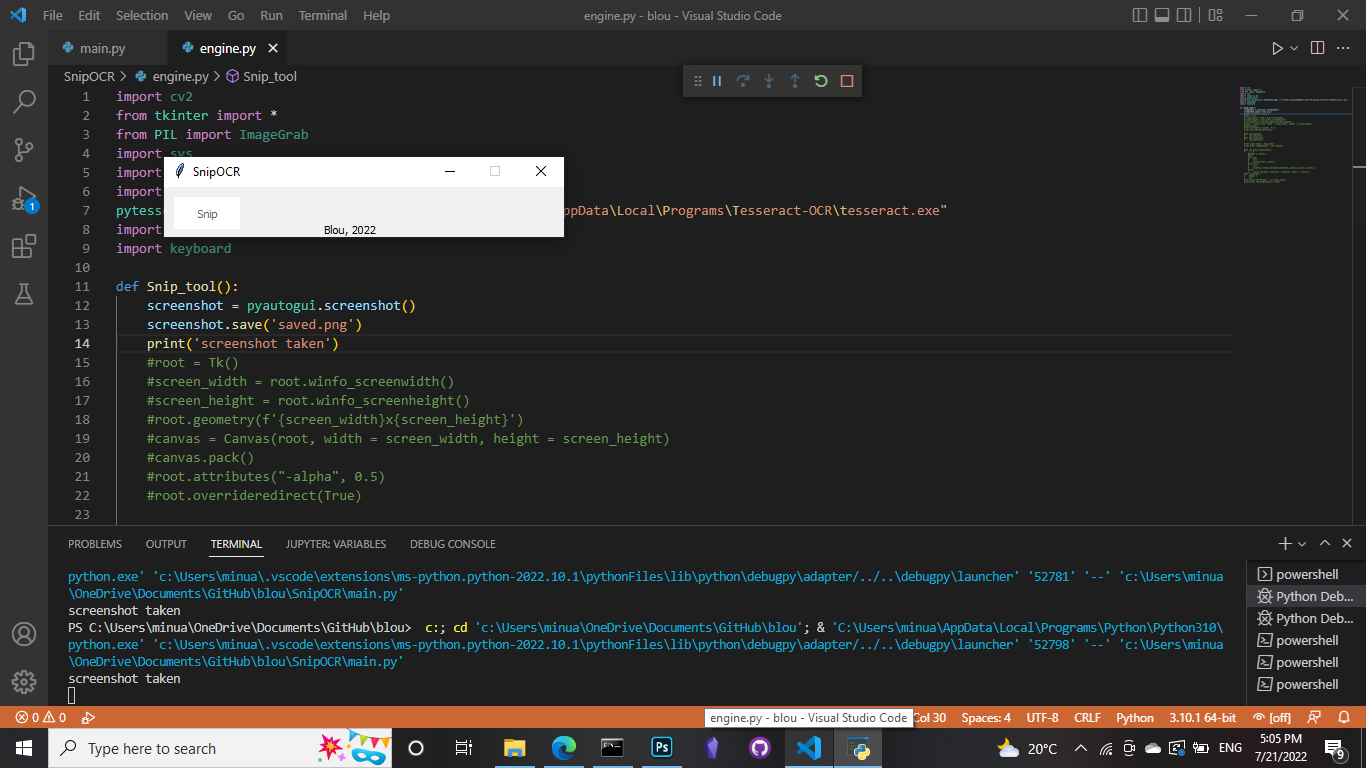 File Edit Selection View Go Run Terminal Help engine.py - blou - Visual Studio Code
main.py engine.py
SnipOCR > engine.py > Snip_tool
1 import cv2
2 from tkinter import *
3 from PIL import ImageGrab
4 import sys
SnipOCR
5 import
6 import
Snip
7 pytess ppData\Local\Programs\Tesseract-OCR\tesseract.exe"
8 import
Blou, 2022
9 import keyboard
10
11 def Snip_tool():
12 screenshot = pyautogui.screenshot()
13 screenshot.save('saved.png')
14 print('screenshot taken')
15 #root = Tk()
16 #screen_width = root.winfo_screenwidth()
17 #screen_height = root.winfo_screenheight()
18 #root.geometry(f'{screen_width}x{screen_height}')
19 #canvas = Canvas(root, width = screen_width, height = screen_height)
20 #canvas.pack()
21 #root.attributes("-alpha", 0.5)
22 #root.overrideredirect(True)
23
PROBLEMS OUTPUT TERMINAL JUPYTER: VARIABLES DEBUG CONSOLE
python.exe' 'c:\Users\minua\.vscode\extensions\ms-python.python-2022.10.1\pythonFiles\lib\python\debugpy\adapter/../..\debugpy\launcher' '52781' '--' 'c:\Users\minua
\OneDrive\Documents\GitHub\blou\SnipOCR\main.py'
screenshot taken
PS C:\Users\minua\OneDrive\Documents\GitHub\blou> c:; cd 'c:\Users\minua\OneDrive\Documents\GitHub\blou'; & 'C:\Users\minua\AppData\Local\Programs\Python\Python310\
python.exe' 'c:\Users\minua\.vscode\extensions\ms-python.python-2022.10.1\pythonFiles\lib\python\debugpy\adapter/../..\debugpy\launcher' '52798' '--' 'c:\Users\minua
\OneDrive\Documents\GitHub\blou\SnipOCR\main.py'
screenshot taken
powershell
Python Deb...
Python Deb...
powershell
powershell
powershell
1
0 0 engine.py - blou - Visual Studio Code Col 30 Spaces: 4 UTF-8 CRLF Python 3.10.1 64-bit [off]
Type here to search Ps 20°C ENG 5:05 PM
7/21/2022 9